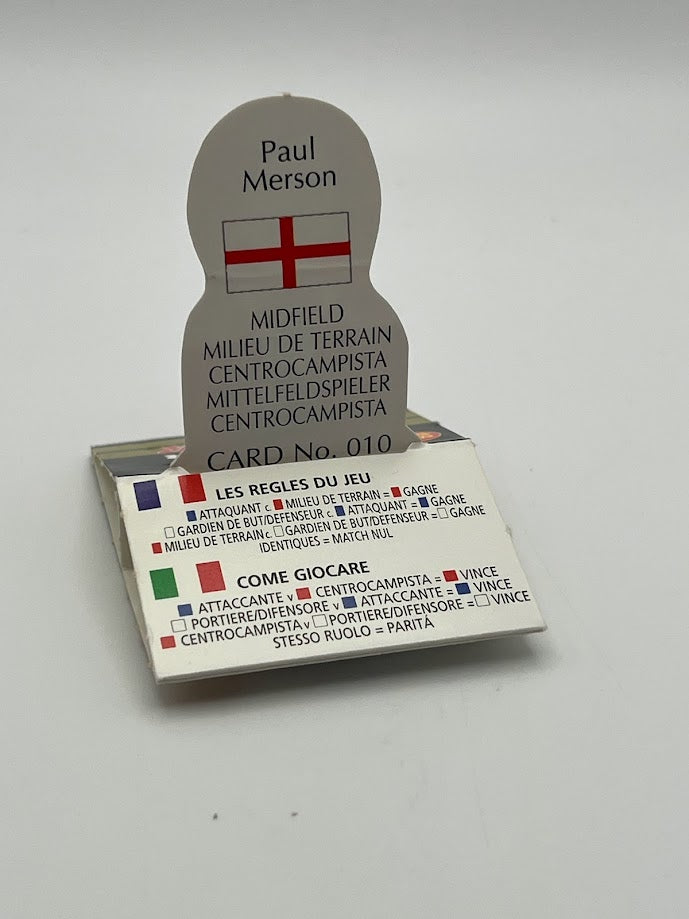 Paul
Merson
MIDFIELD
MILIEU DE TERRAIN
CENTROCAMPISTA
MITTELFELDSPIELER
CENTROCAMPISTA
CARD No. 010
LES REGLES DU JEU
ATTAQUANT c. MILIEU DE TERRAIN = GAGNE
GARDIEN DE BUT/DEFENSEUR c. ATTAQUANT = GAGNE
MILIEU DE TERRAIN c. GARDIEN DE BUT/DEFENSEUR = GAGNE
IDENTIQUES = MATCH NUL
COME GIOCARE
ATTACCANTE v CENTROCAMPISTA = VINCE
PORTIERE/DIFENSORE v ATTACCANTE = VINCE
CENTROCAMPISTA v PORTIERE/DIFENSORE = VINCE
STESSO RUOLO = PARITÁ